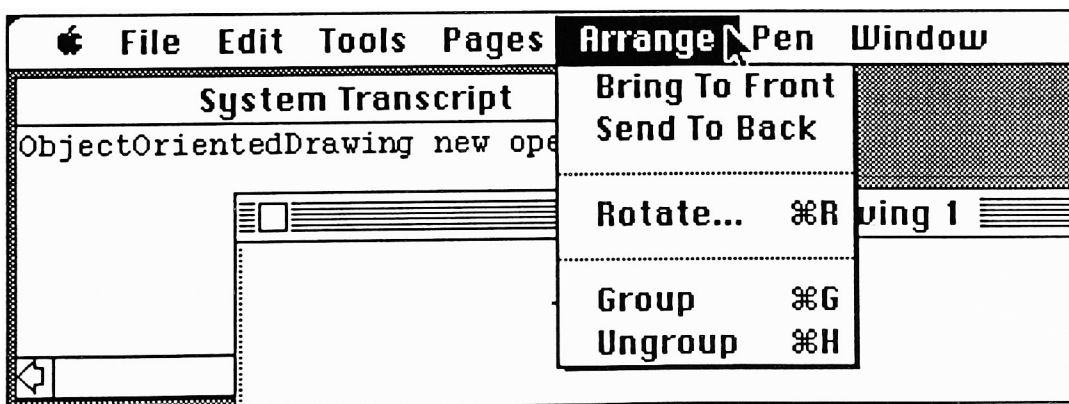 File Edit Tools Pages Arrange Pen Window
System Transcript
ObjectOrientedDrawing new ope
Bring To Front
Send To Back
Rotate... ⌘R
ving 1
Group ⌘G
Ungroup ⌘H